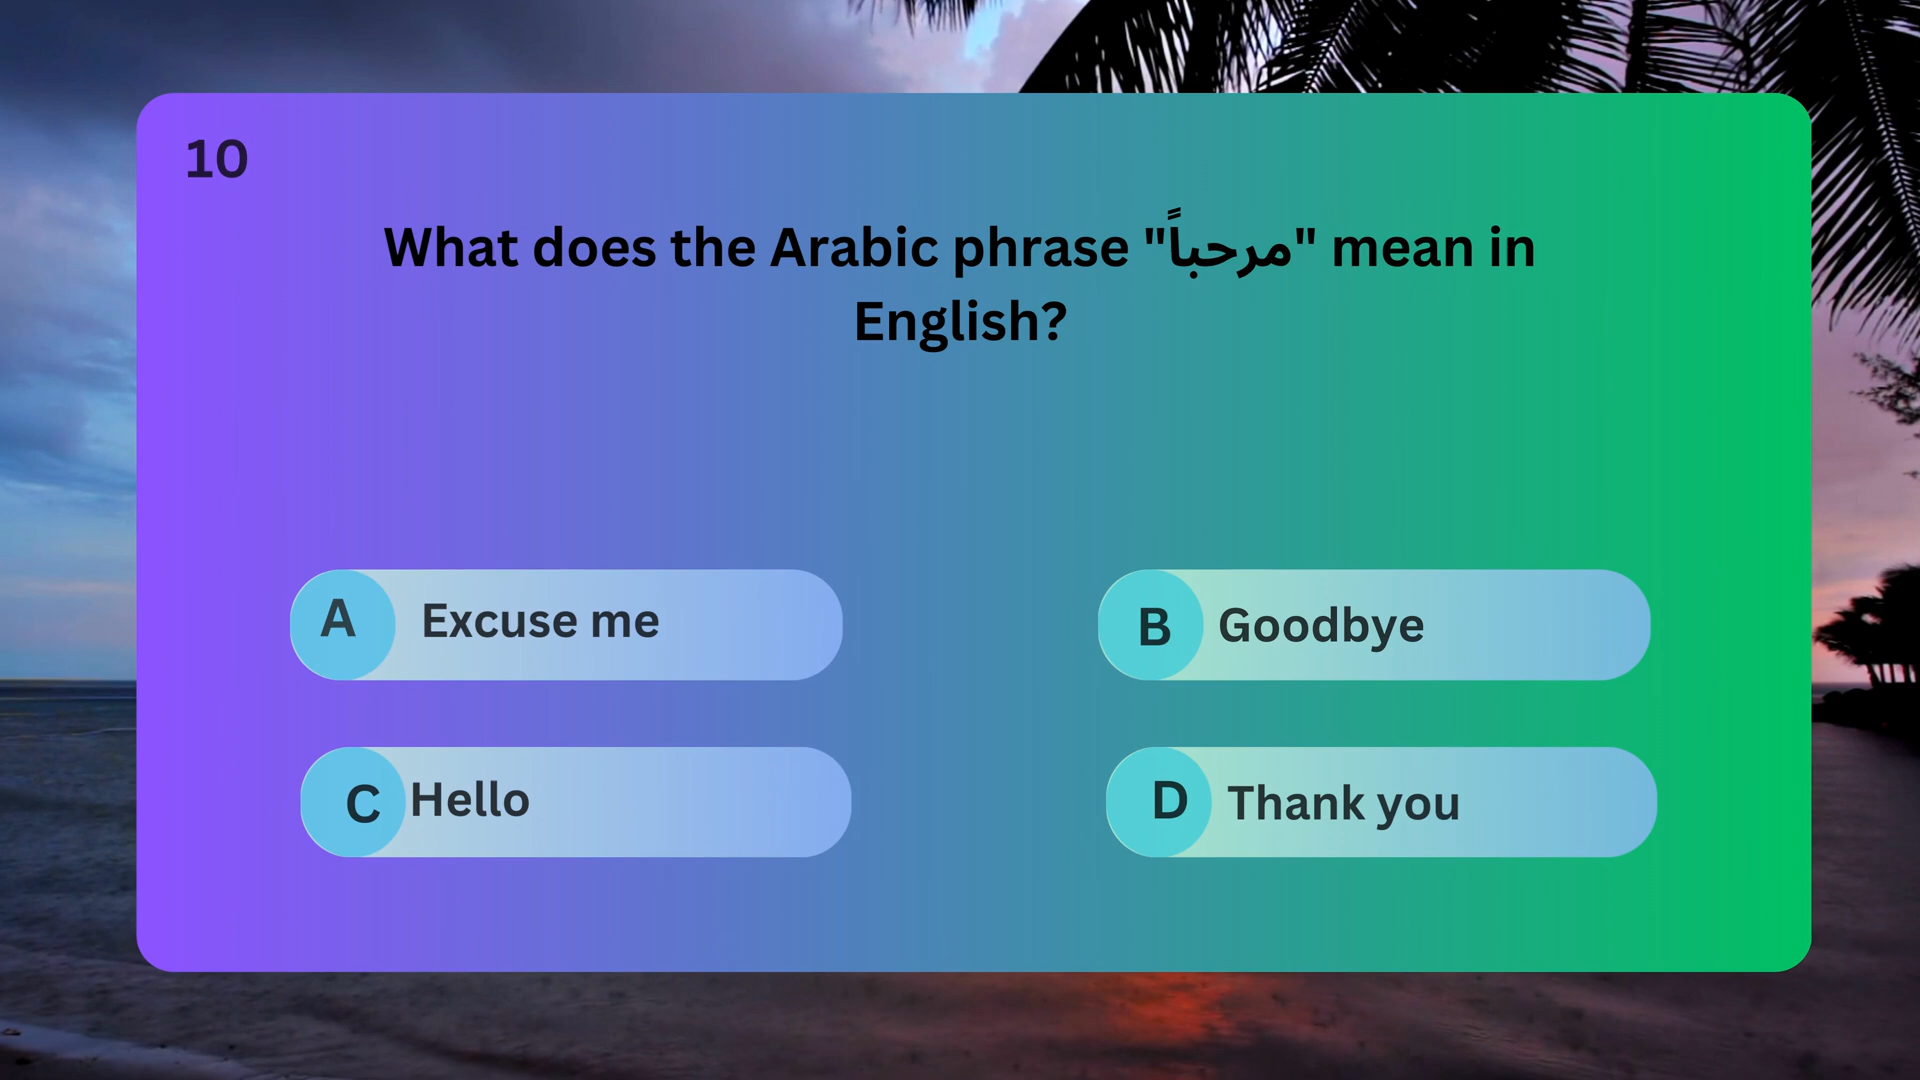 10
What does the Arabic phrase "مرحباً" mean in
English?
A Excuse me
B Goodbye
C Hello
D Thank you